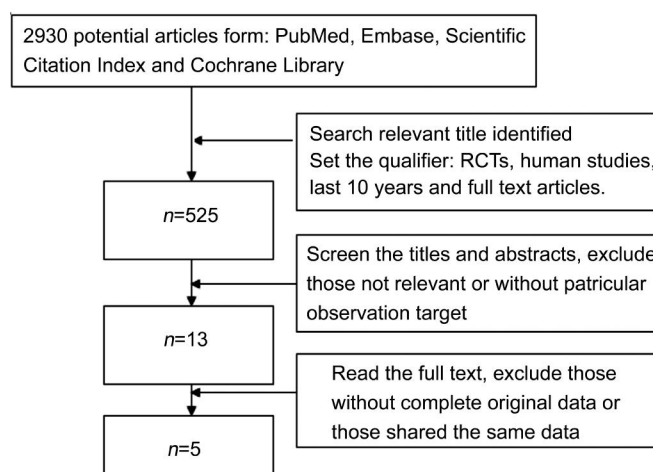 2930 potential articles form: PubMed, Embase, Scientific
Citation Index and Cochrane Library
Search relevant title identified
Set the qualifier: RCTs, human studies,
last 10 years and full text articles.
n=525
Screen the titles and abstracts, exclude
those not relevant or without patricular
observation target
n=13
Read the full text, exclude those
without complete original data or
those shared the same data
n=5